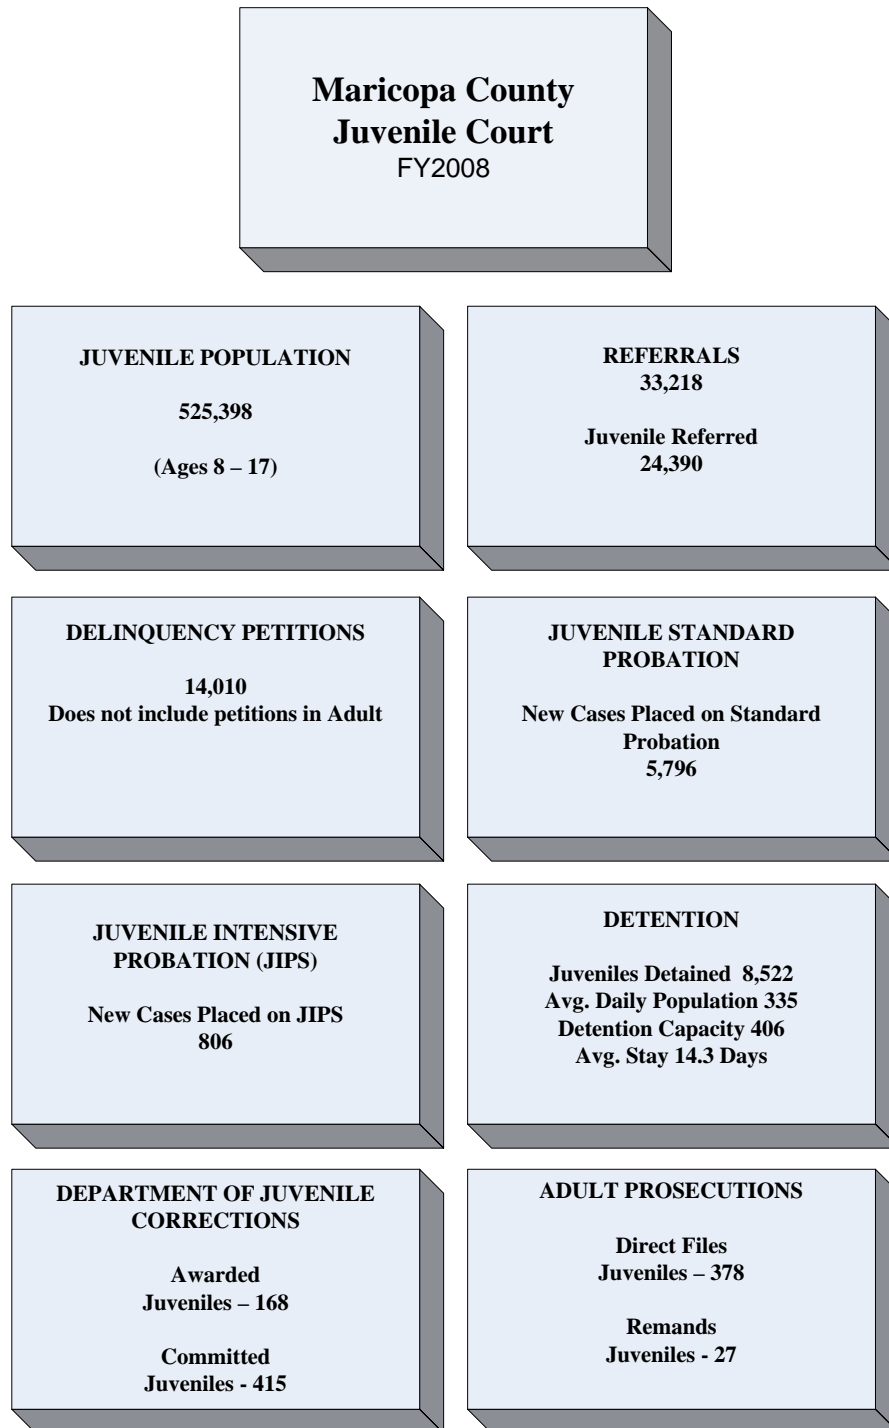 Maricopa County
Juvenile Court
FY2008
JUVENILE POPULATION
525,398
(Ages 8 – 17)
REFERRALS
33,218
Juvenile Referred
24,390
DELINQUENCY PETITIONS
14,010
Does not include petitions in Adult
JUVENILE STANDARD
PROBATION
New Cases Placed on Standard
Probation
5,796
JUVENILE INTENSIVE
PROBATION (JIPS)
New Cases Placed on JIPS
806
DETENTION
Juveniles Detained 8,522
Avg. Daily Population 335
Detention Capacity 406
Avg. Stay 14.3 Days
DEPARTMENT OF JUVENILE
CORRECTIONS
Awarded
Juveniles – 168
Committed
Juveniles - 415
ADULT PROSECUTIONS
Direct Files
Juveniles – 378
Remands
Juveniles - 27